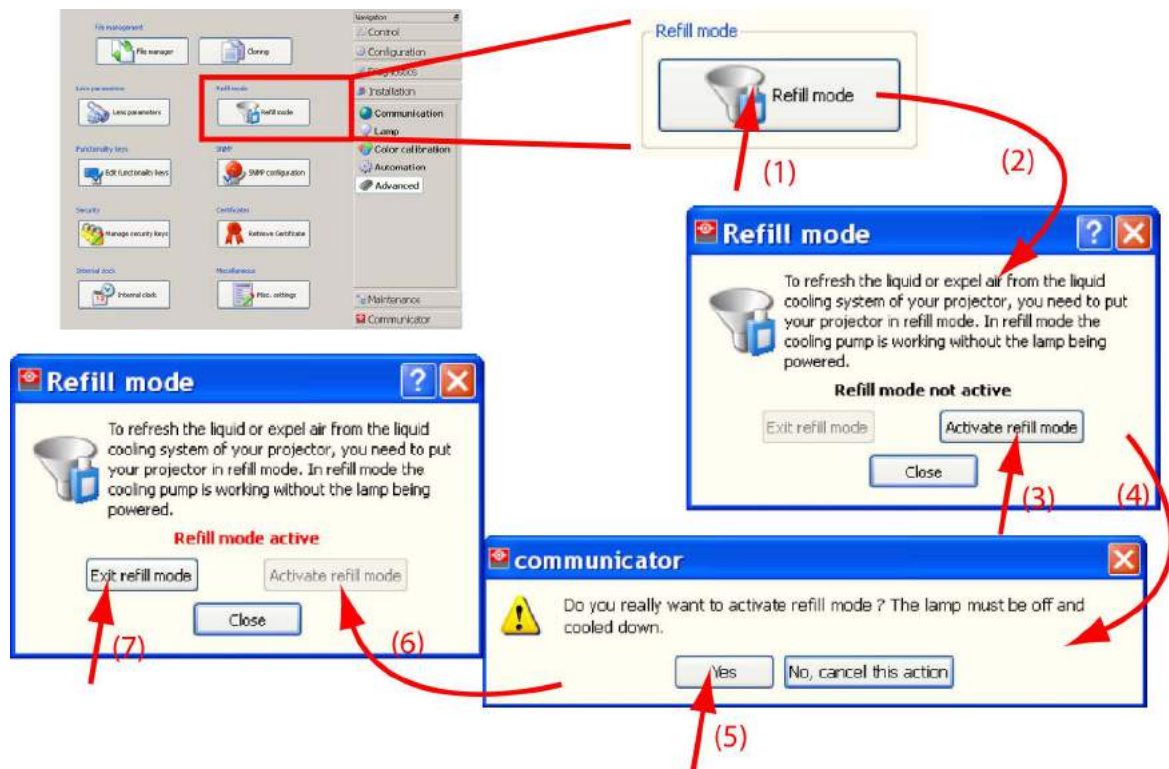 File management
File manager
Cloning
Lens parameters
Lens parameters
Refill mode
Refill mode
Functionality keys
Edit functionality keys
SNMP
SNMP configuration
Security
Manage security keys
Certificates
Retrieve Certificate
Internal clock
Internal clock
Miscellaneous
Misc. settings
Navigation
Control
Configuration
Diagnostics
Installation
Communication
Lamp
Color calibration
Automation
Advanced
Maintenance
Communicator
Refill mode
Refill mode
(1)
(2)
Refill mode
To refresh the liquid or expel air from the liquid
cooling system of your projector, you need to put
your projector in refill mode. In refill mode the
cooling pump is working without the lamp being
powered.
Refill mode not active
Exit refill mode
Activate refill mode
Close
(3)
(4)
communicator
Do you really want to activate refill mode ? The lamp must be off and
cooled down.
Yes
No, cancel this action
(5)
(6)
Refill mode
To refresh the liquid or expel air from the liquid
cooling system of your projector, you need to put
your projector in refill mode. In refill mode the
cooling pump is working without the lamp being
powered.
Refill mode active
Exit refill mode
Activate refill mode
Close
(7)